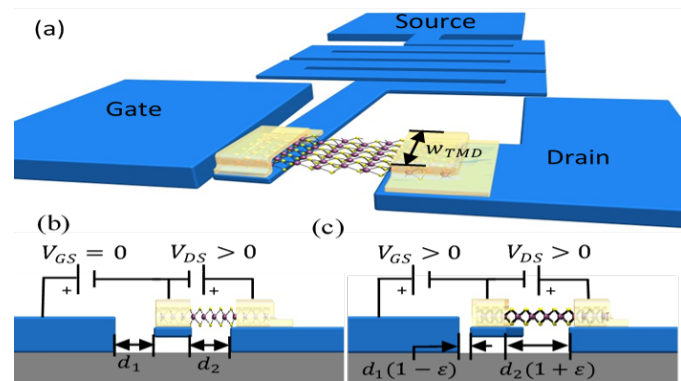 (a)
Source
Gate
w_TMD
Drain
(b)
(c)
V_GS = 0
V_DS > 0
V_GS > 0
V_DS > 0
+
+
+
+
d_1
d_2
d_1(1 − ε)
d_2(1 + ε)